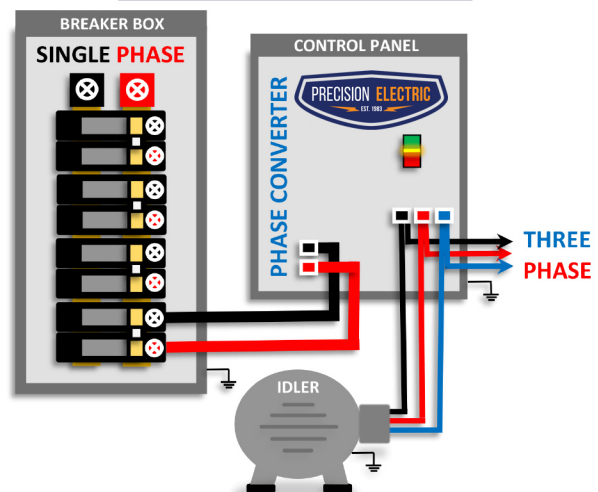 BREAKER BOX
SINGLE PHASE
CONTROL PANEL
PRECISION ELECTRIC
EST. 1983
PHASE CONVERTER
THREE
PHASE
IDLER